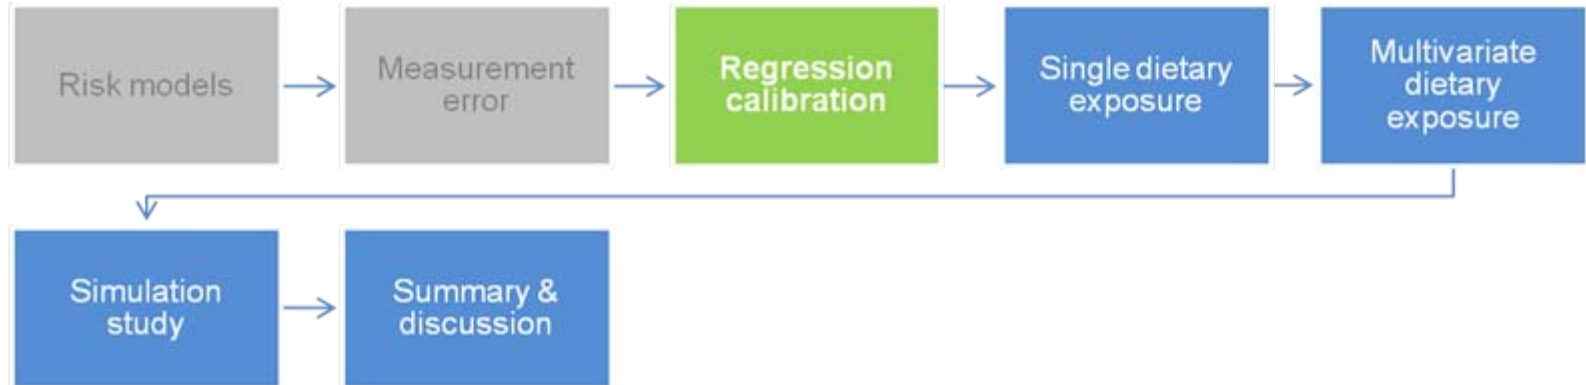 Risk models
Measurement
error
Regression
calibration
Single dietary
exposure
Multivariate
dietary
exposure
Simulation
study
Summary &
discussion